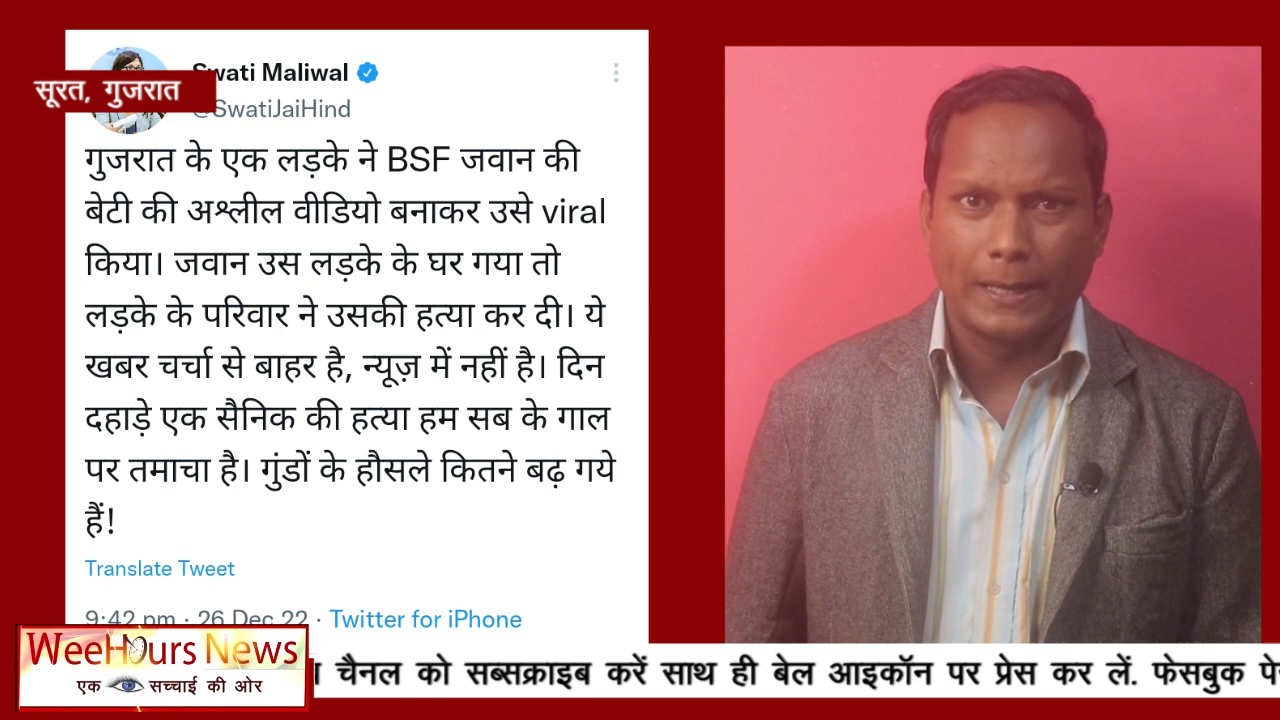 सूरत, गुजरात
Swati Maliwal
@SwatiJaiHind
गुजरात के एक लड़के ने BSF जवान की
बेटी की अश्लील वीडियो बनाकर उसे viral
किया। जवान उस लड़के के घर गया तो
लड़के के परिवार ने उसकी हत्या कर दी। ये
खबर चर्चा से बाहर है, न्यूज़ में नहीं है। दिन
दहाड़े एक सैनिक की हत्या हम सब के गाल
पर तमाचा है। गुंडों के हौसले कितने बढ़ गये
हैं!
Translate Tweet
9:42 pm · 26 Dec 22 · Twitter for iPhone
WeeHours News
एक सच्चाई की ओर
चैनल को सब्सक्राइब करें साथ ही बेल आइकॉन पर प्रेस कर लें. फेसबुक